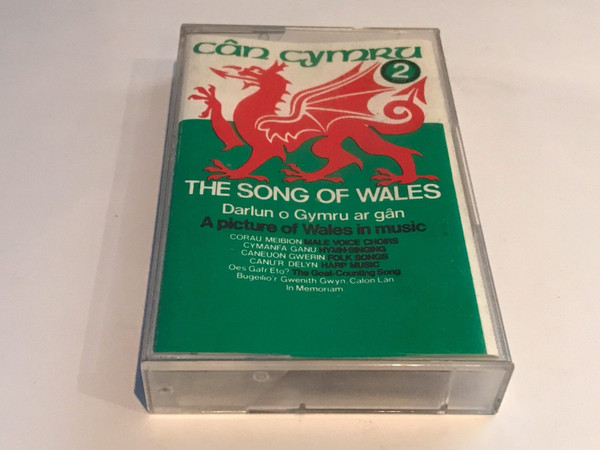 Cân Cymru
2
THE SONG OF WALES
Darlun o Gymru ar gân
A picture of Wales in music
CORAU MEIBION MALE VOICE CHOIRS
CYMANFA GANU HYMN-SINGING
CANEUON GWERIN FOLK SONGS
CANU'R DELYN HARP MUSIC
Oes Gafr Eto? The Goat-Counting Song
Bugeilio'r Gwenith Gwyn, Calon Lân
In Memoriam